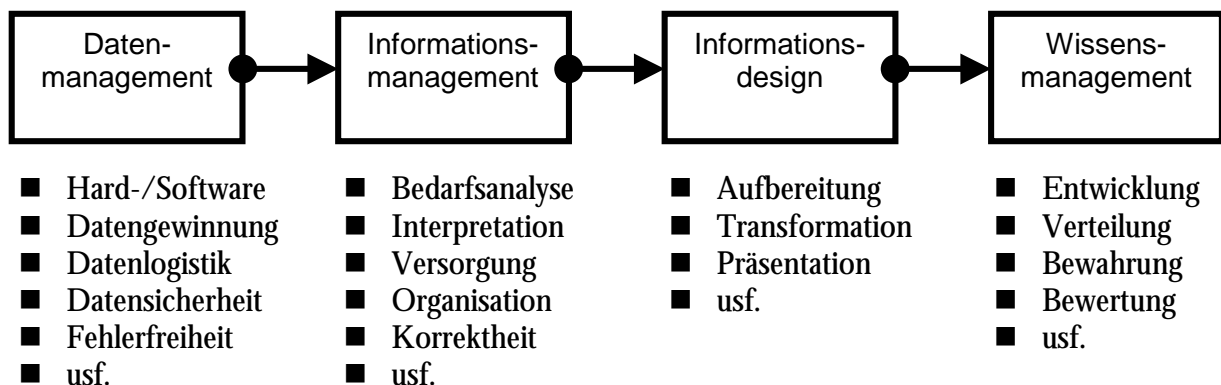 Daten-
management
Informations-
management
Informations-
design
Wissens-
management
Hard-/Software
Datengewinnung
Datenlogistik
Datensicherheit
Fehlerfreiheit
usf.
Bedarfsanalyse
Interpretation
Versorgung
Organisation
Korrektheit
usf.
Aufbereitung
Transformation
Präsentation
usf.
Entwicklung
Verteilung
Bewahrung
Bewertung
usf.